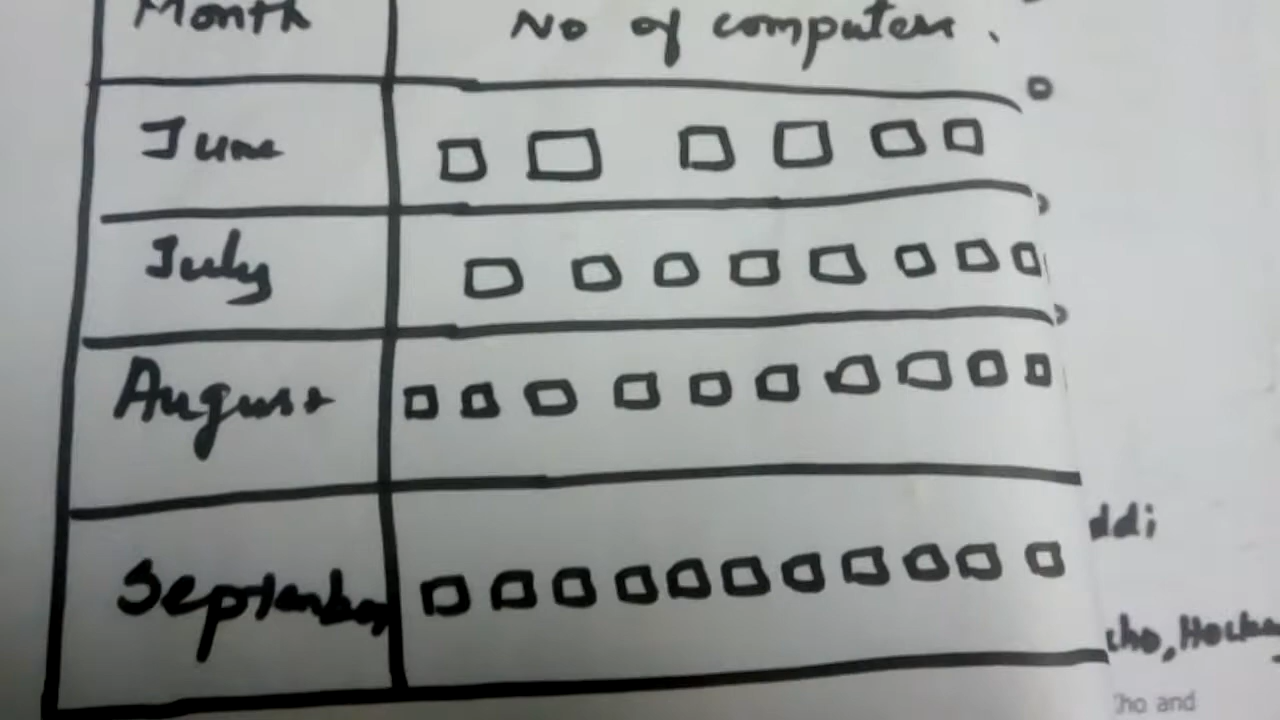 Month No of computers.
June
July
August
September
ddi
cho, Hocke
Tho and